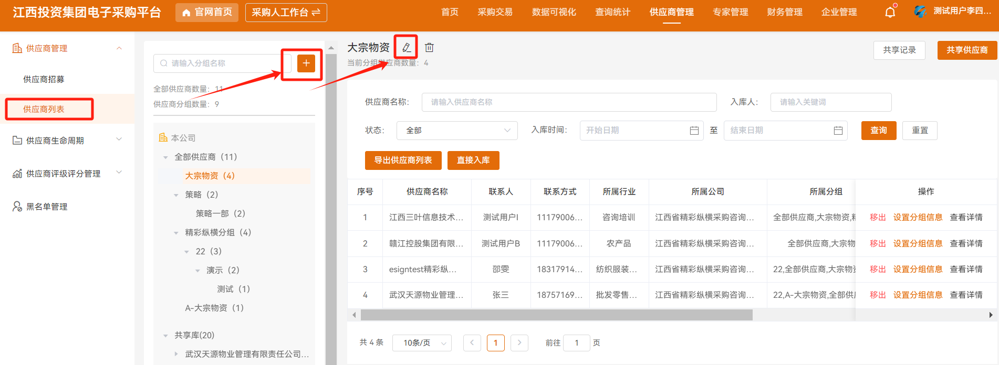 江西投资集团电子采购平台
官网首页
采购人工作台
首页
采购交易
数据可视化
查询统计
供应商管理
专家管理
财务管理
企业管理
测试用户李四...
供应商管理
供应商招募
供应商列表
供应商生命周期
供应商评级评分管理
黑名单管理
请输入分组名称
+
全部供应商数量: 11
供应商分组数量: 9
本公司
全部供应商（11）
大宗物资（4）
策略（2）
策略一部（2）
精彩纵横分组（4）
22（3）
演示（2）
测试（1）
A-大宗物资（1）
共享库(20)
武汉天源物业管理有限责任公司...
大宗物资
当前分组供应商数量: 4
共享记录
共享供应商
供应商名称:
请输入供应商名称
入库人:
请输入关键词
状态:
全部
入库时间:
开始日期
至
结束日期
查询
重置
导出供应商列表
直接入库
序号 供应商名称 联系人 联系方式 所属行业 所属公司 所属分组 操作
1 江西三叶信息技术... 测试用户I 11179006... 咨询培训 江西省精彩纵横采购咨询... 全部供应商,大宗物资, 移出 设置分组信息 查看详情
2 赣江控股集团有限... 测试用户B 11179006... 农产品 江西省精彩纵横采购咨询... 全部供应商,大宗物 移出 设置分组信息 查看详情
3 esigntest精彩纵... 邵雯 18317914... 纺织服装... 江西省精彩纵横采购咨询... 22,全部供应商,大宗物 移出 设置分组信息 查看详情
4 武汉天源物业管理... 张三 18757169... 批发零售... 江西省精彩纵横采购咨询... 22,A-大宗物资,全部供 移出 设置分组信息 查看详情
共 4 条
10条/页
1
前往 1 页